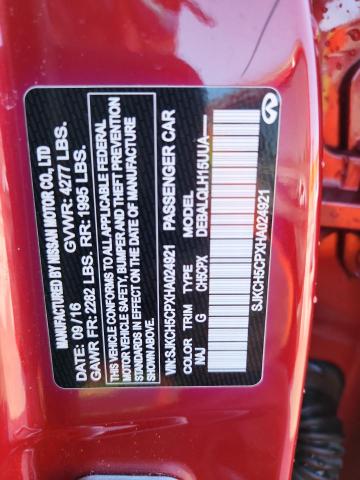 MANUFACTURED BY NISSAN MOTOR CO., LTD
GVWR: 4277 LBS.
DATE: 09/16
GAWR FR: 2282 LBS. RR: 1995 LBS.
THIS VEHICLE CONFORMS TO ALL APPLICABLE FEDERAL
MOTOR VEHICLE SAFETY, BUMPER AND THEFT PREVENTION
STANDARDS IN EFFECT ON THE DATE OF MANUFACTURE
SHOWN ABOVE.
VIN:SJKCH5CPXHA024921 PASSENGER CAR
COLOR TRIM TYPE MODEL
NAJ G CH5CPX DEBALQLH15UUA
SJKCH5CPXHA024921